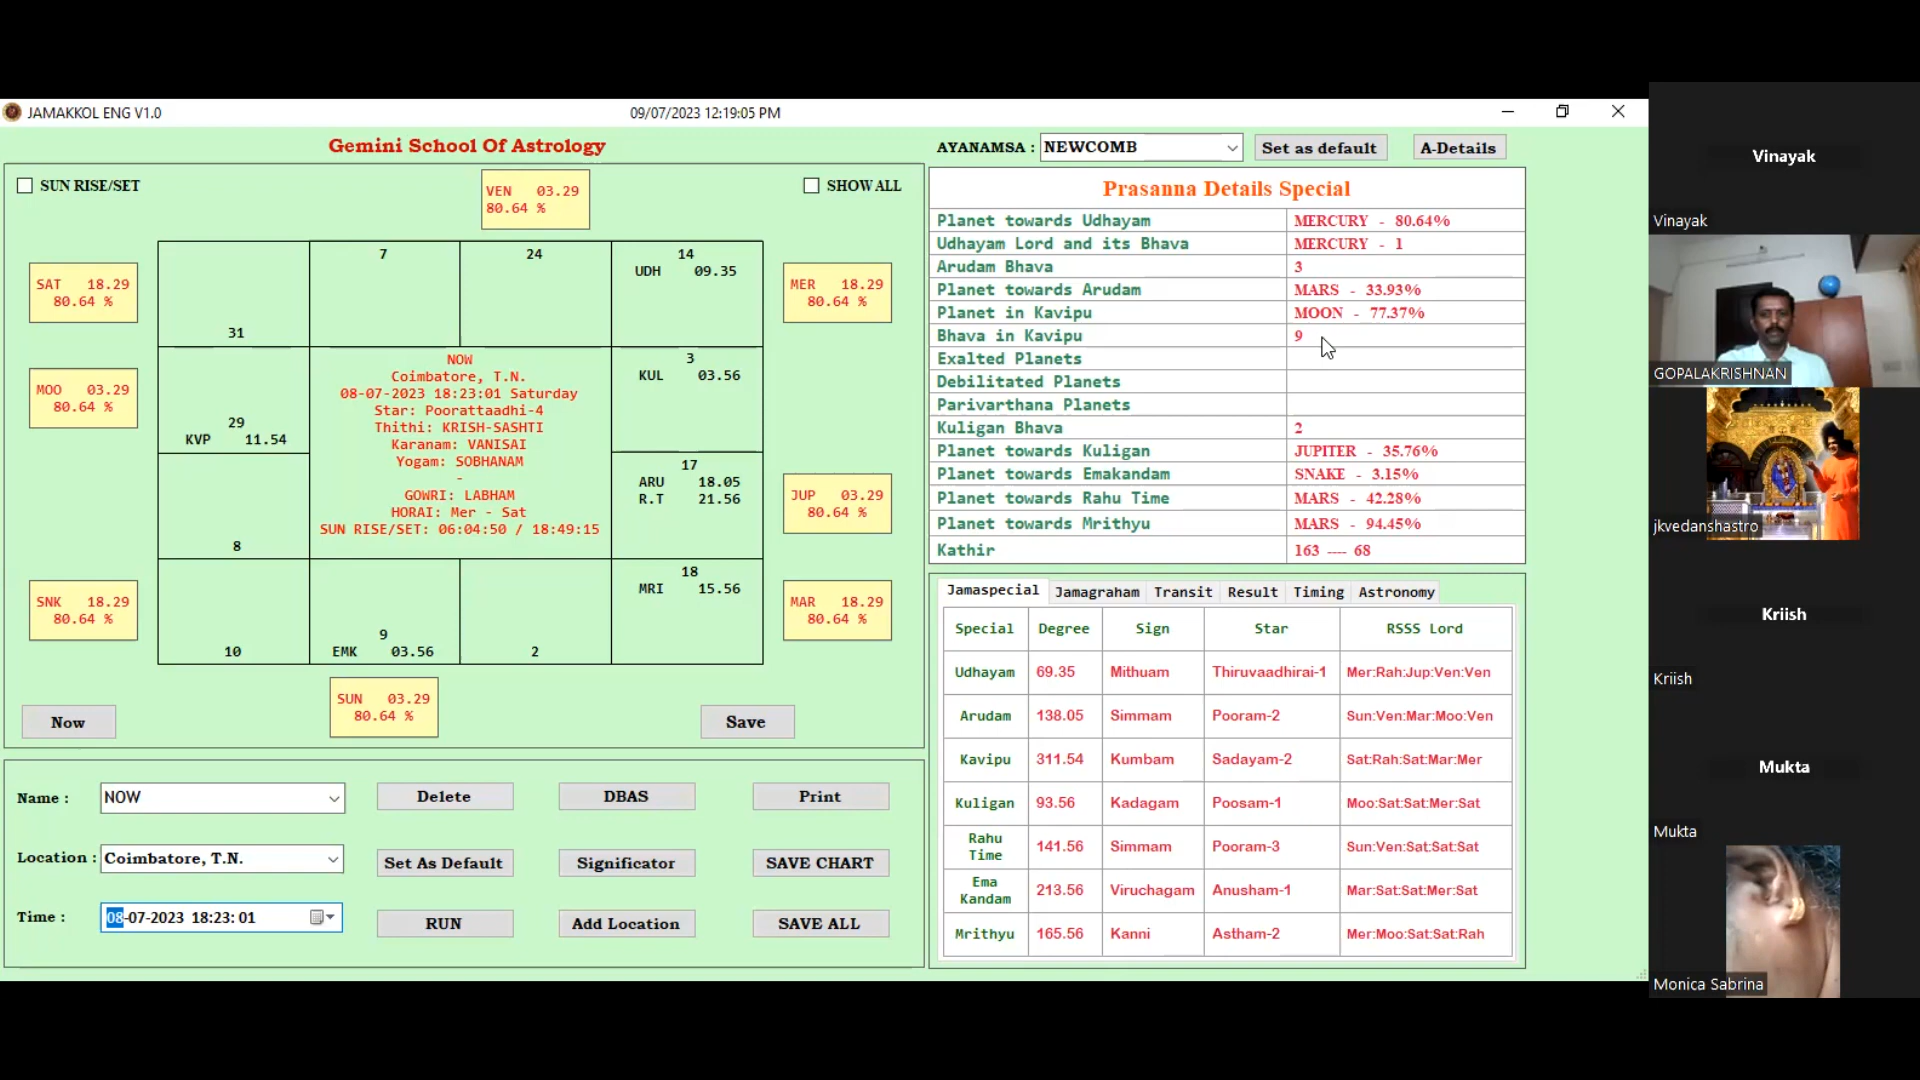 JAMAKKOL ENG V1.0
09/07/2023 12:19:05 PM
Gemini School Of Astrology
SUN RISE/SET
SHOW ALL
VEN 03.29
80.64 %
SAT 18.29
80.64 %
MER 18.29
80.64 %
MOO 03.29
80.64 %
JUP 03.29
80.64 %
SNK 18.29
80.64 %
MAR 18.29
80.64 %
SUN 03.29
80.64 %
31
7
24
14
UDH 09.35
29
KVP 11.54
3
KUL 03.56
8
17
ARU 18.05
R.T 21.56
10
9
EMK 03.56
2
18
MRI 15.56
NOW
Coimbatore, T.N.
08-07-2023 18:23:01 Saturday
Star: Poorattaadhi-4
Thithi: KRISH-SASHTI
Karanam: VANISAI
Yogam: SOBHANAM
-
GOWRI: LABHAM
HORAI: Mer - Sat
SUN RISE/SET: 06:04:50 / 18:49:15
Now
Save
Name :
NOW
Delete
DBAS
Print
Location :
Coimbatore, T.N.
Set As Default
Significator
SAVE CHART
Time :
08-07-2023 18:23: 01
RUN
Add Location
SAVE ALL
AYANAMSA :
NEWCOMB
Set as default
A-Details
Prasanna Details Special
Planet towards Udhayam MERCURY - 80.64%
Udhayam Lord and its Bhava MERCURY - 1
Arudam Bhava 3
Planet towards Arudam MARS - 33.93%
Planet in Kavipu MOON - 77.37%
Bhava in Kavipu 9
Exalted Planets
Debilitated Planets
Parivarthana Planets
Kuligan Bhava 2
Planet towards Kuligan JUPITER - 35.76%
Planet towards Emakandam SNAKE - 3.15%
Planet towards Rahu Time MARS - 42.28%
Planet towards Mrithyu MARS - 94.45%
Kathir 163 ---- 68
Jamaspecial Jamagraham Transit Result Timing Astronomy
Special Degree Sign Star RSSS Lord
Udhayam 69.35 Mithuam Thiruvaadhirai-1 Mer:Rah:Jup:Ven:Ven
Arudam 138.05 Simmam Pooram-2 Sun:Ven:Mar:Moo:Ven
Kavipu 311.54 Kumbam Sadayam-2 Sat:Rah:Sat:Mar:Mer
Kuligan 93.56 Kadagam Poosam-1 Moo:Sat:Sat:Mer:Sat
Rahu Time 141.56 Simmam Pooram-3 Sun:Ven:Sat:Sat:Sat
Ema Kandam 213.56 Viruchagam Anusham-1 Mar:Sat:Sat:Mer:Sat
Mrithyu 165.56 Kanni Astham-2 Mer:Moo:Sat:Sat:Rah
Vinayak
Vinayak
GOPALAKRISHNAN
jkvedanshastro
Kriish
Kriish
Mukta
Mukta
Monica Sabrina